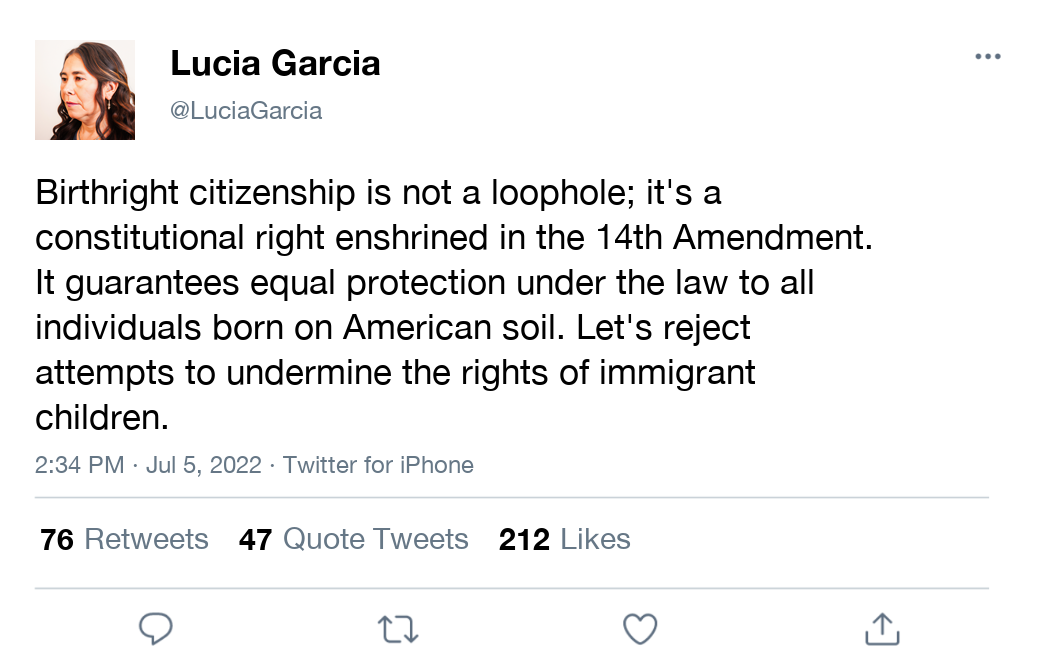 Lucia Garcia
@LuciaGarcia
Birthright citizenship is not a loophole; it's a
constitutional right enshrined in the 14th Amendment.
It guarantees equal protection under the law to all
individuals born on American soil. Let's reject
attempts to undermine the rights of immigrant
children.
2:34 PM · Jul 5, 2022 · Twitter for iPhone
76 Retweets 47 Quote Tweets 212 Likes